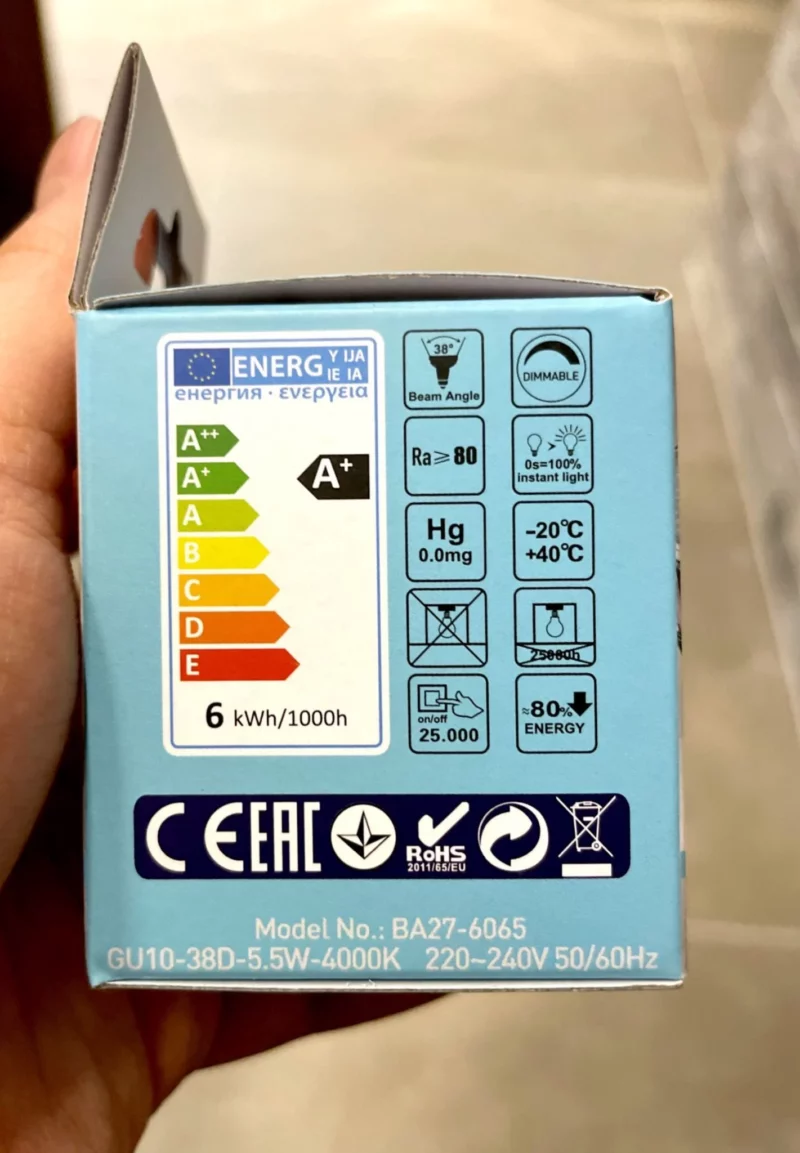 ENERG Y IJA
IE IA
енергия · ενεργεια
A++
A+
A
B
C
D
E
A+
6 kWh/1000h
38°
Beam Angle
DIMMABLE
Ra≥80
0s=100%
instant light
Hg
0.0mg
-20°C
+40°C
25000h
on/off
25.000
≈80%
ENERGY
CE EAC
RoHS
2011/65/EU
Model No.: BA27-6065
GU10-38D-5.5W-4000K 220~240V 50/60Hz